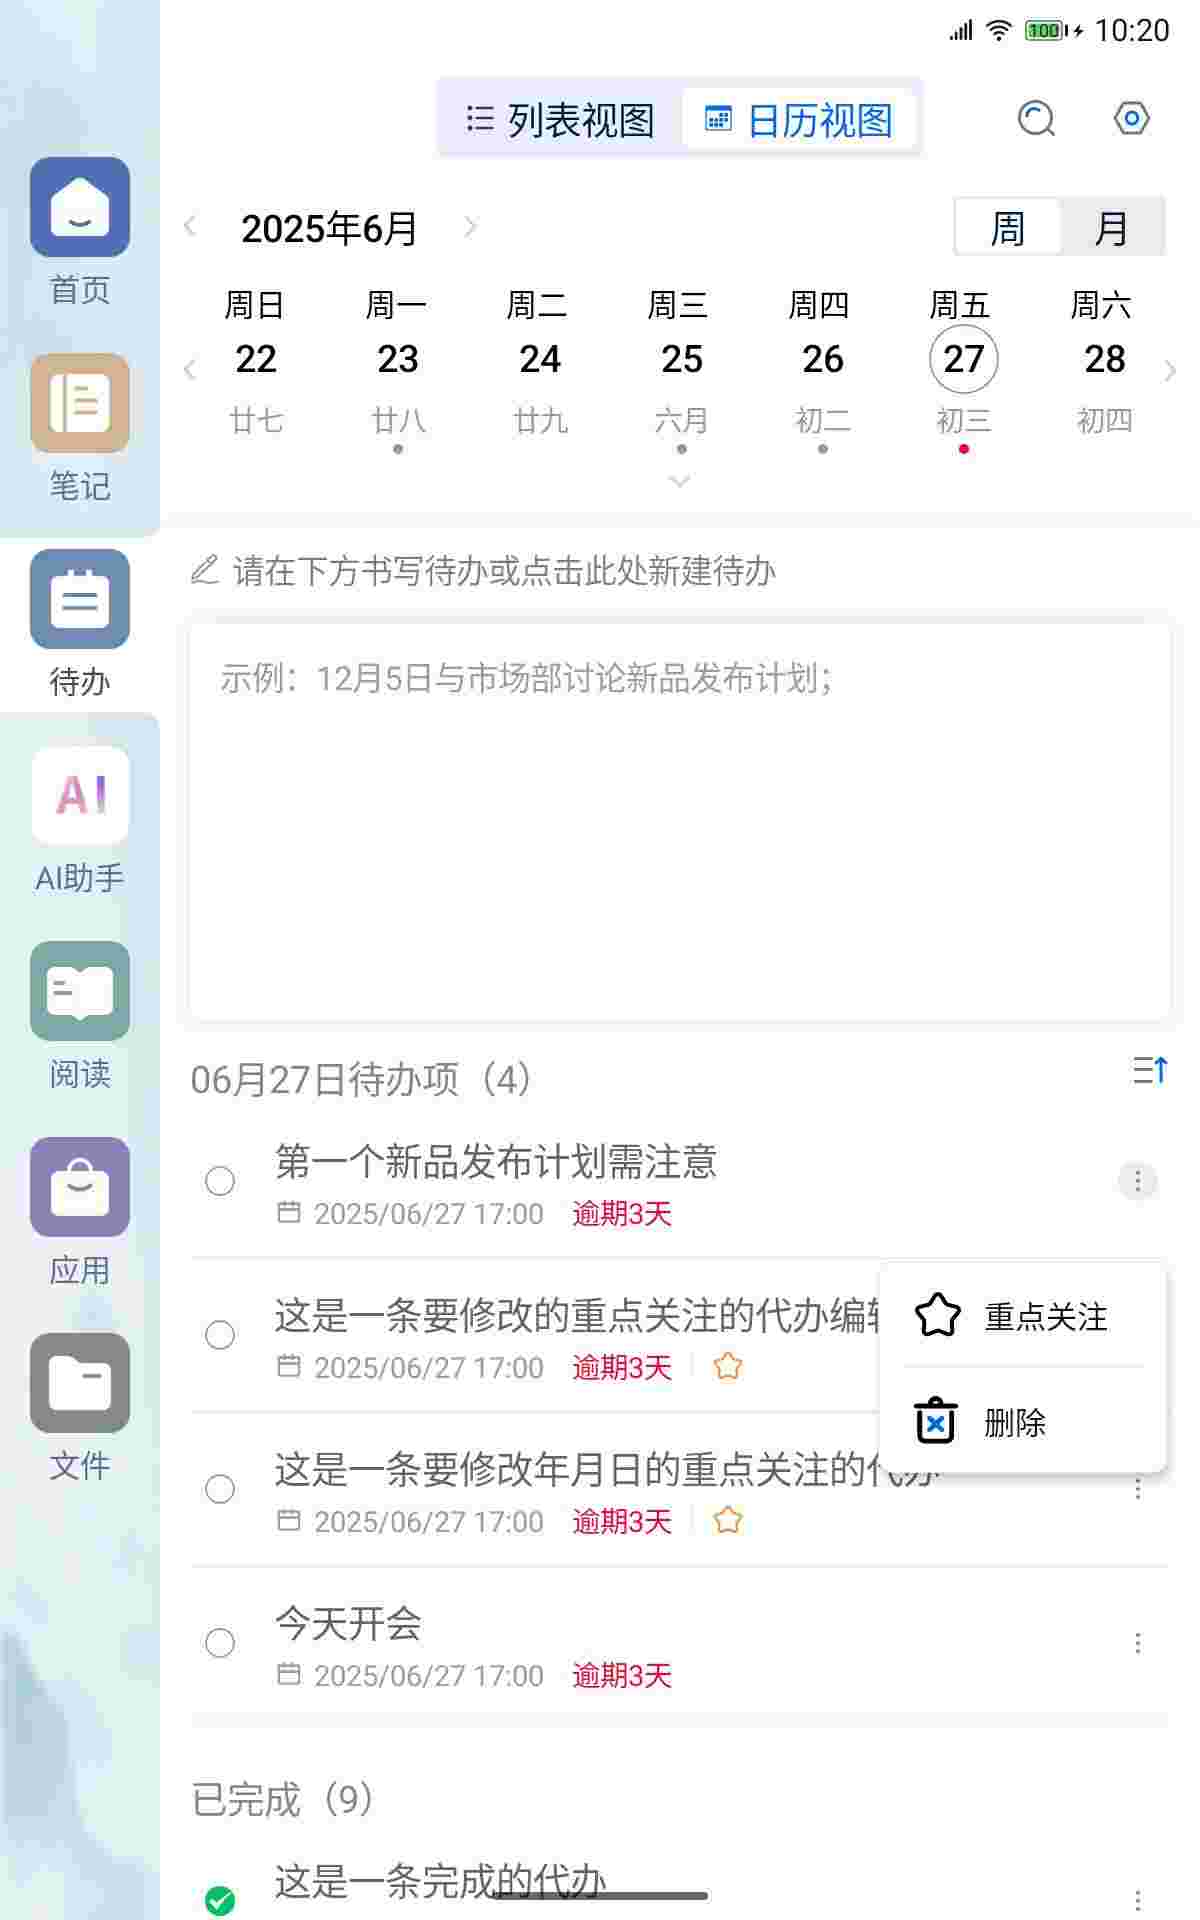 100 10:20
列表视图 日历视图
2025年6月 周 月
周日 周一 周二 周三 周四 周五 周六
22 23 24 25 26 27 28
廿七 廿八 廿九 六月 初二 初三 初四
首页
笔记
待办
AI
AI助手
阅读
应用
文件
请在下方书写待办或点击此处新建待办
示例：12月5日与市场部讨论新品发布计划；
06月27日待办项（4）
第一个新品发布计划需注意
2025/06/27 17:00 逾期3天
重点关注
删除
这是一条要修改的重点关注的代办编
2025/06/27 17:00 逾期3天
这是一条要修改年月日的重点关注的代办
2025/06/27 17:00 逾期3天
今天开会
2025/06/27 17:00 逾期3天
已完成（9）
这是一条完成的代办